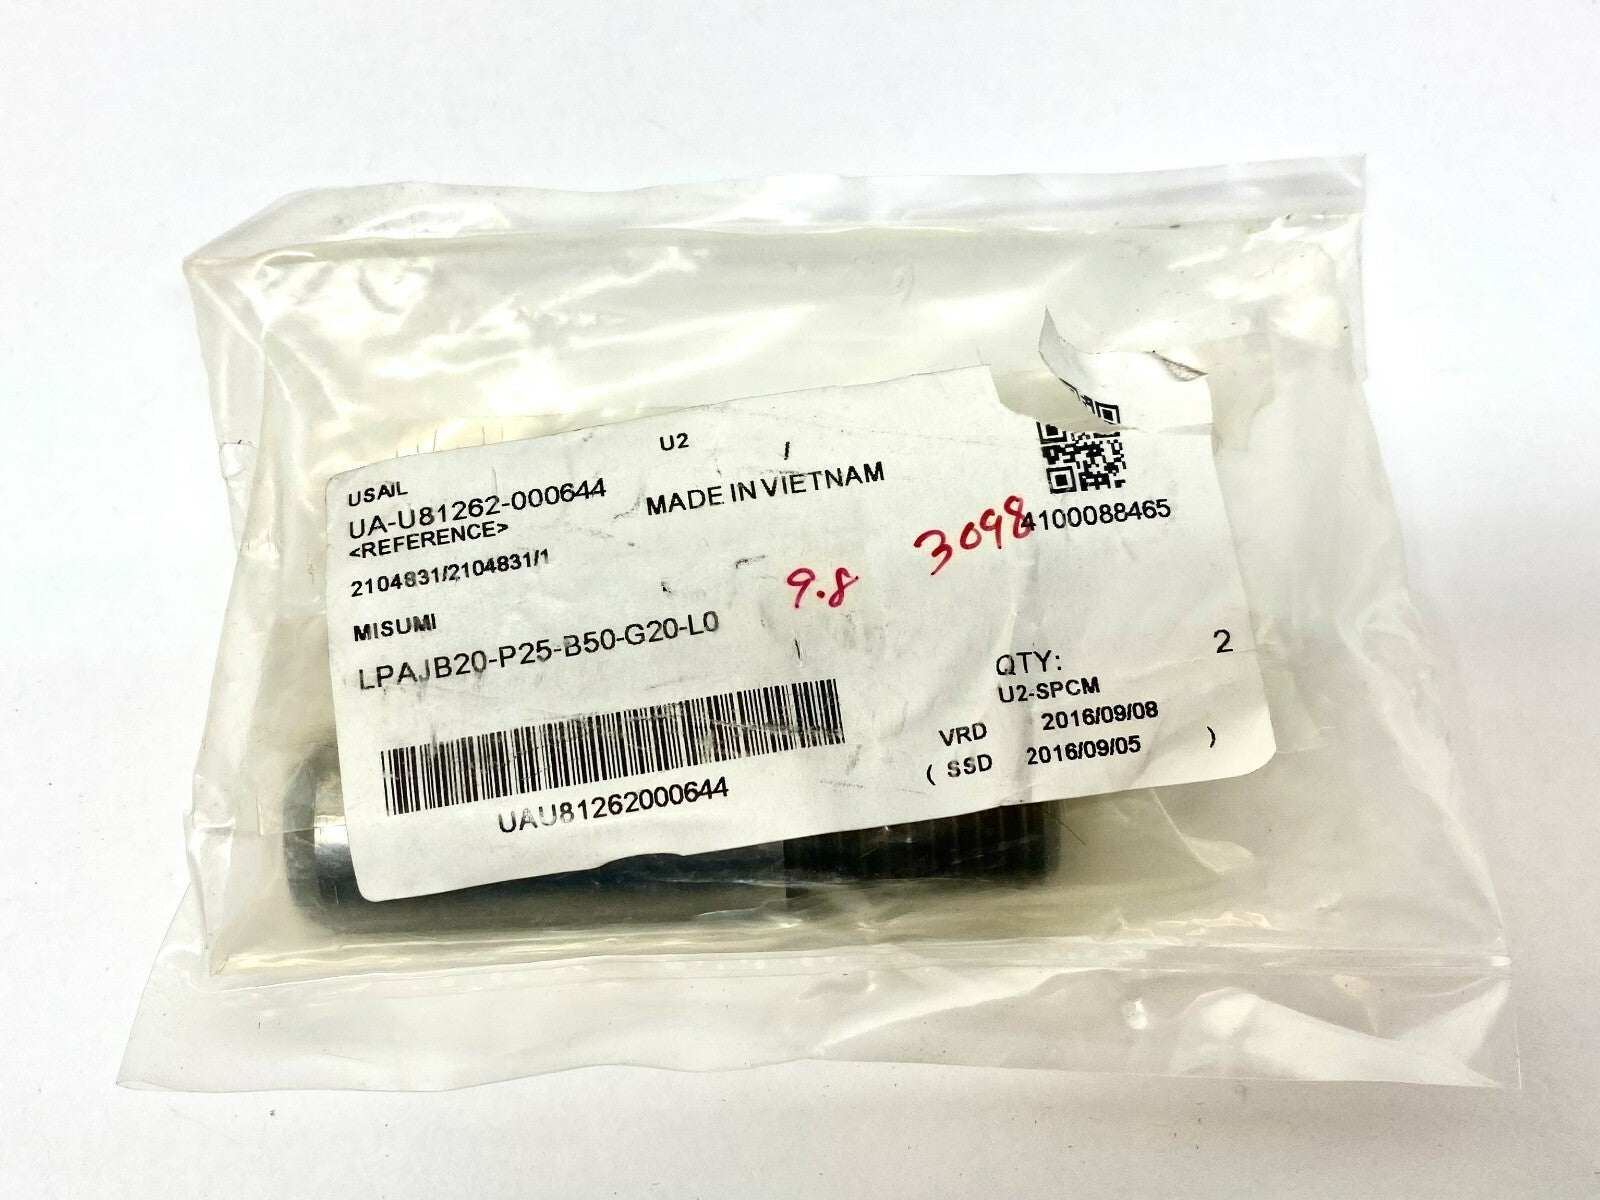 U2
USAIL
UA-U81262-000644
MADE IN VIETNAM
<REFERENCE>
3098
4100088465
2104831/2104831/1
9.8
MISUMI
LPAJB20-P25-B50-G20-L0
QTY: 2
U2-SPCM
VRD 2016/09/08
( SSD 2016/09/05 )
UAU81262000644